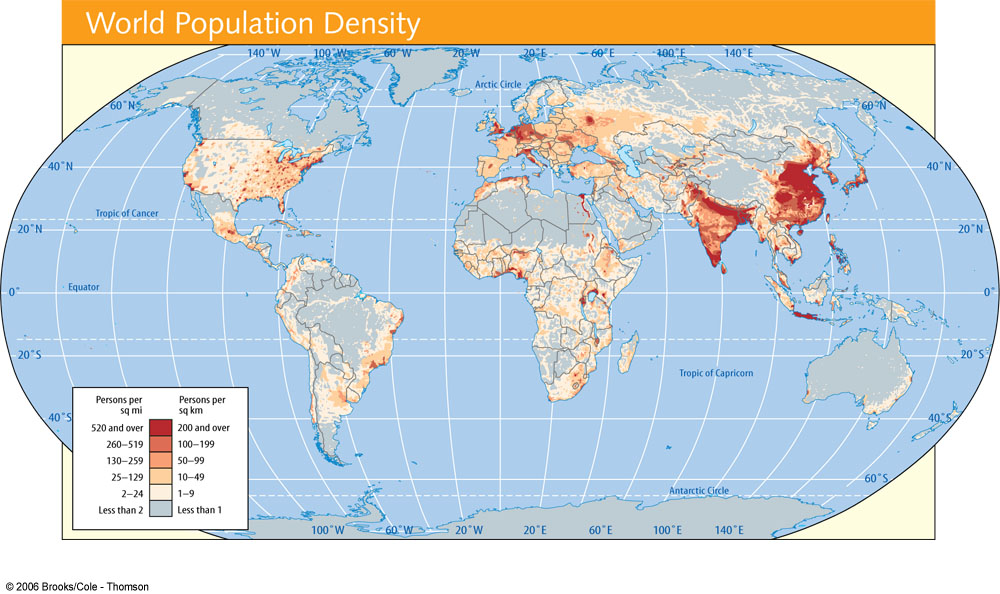 World Population Density
140˚W 100˚W 60˚W 20˚W 20˚E 60˚E 100˚E 140˚E
Arctic Circle
60˚N 60˚N
40˚N 40˚N
Tropic of Cancer
20˚N 20˚N
Equator
0˚ 0˚
20˚S 20˚S
Tropic of Capricorn
40˚S 40˚S
60˚S
Antarctic Circle
100˚W 60˚W 20˚W 20˚E 60˚E 100˚E 140˚E
Persons per Persons per
sq mi sq km
520 and over 200 and over
260–519 100–199
130–259 50–99
25–129 10–49
2–24 1–9
Less than 2 Less than 1
© 2006 Brooks/Cole - Thomson